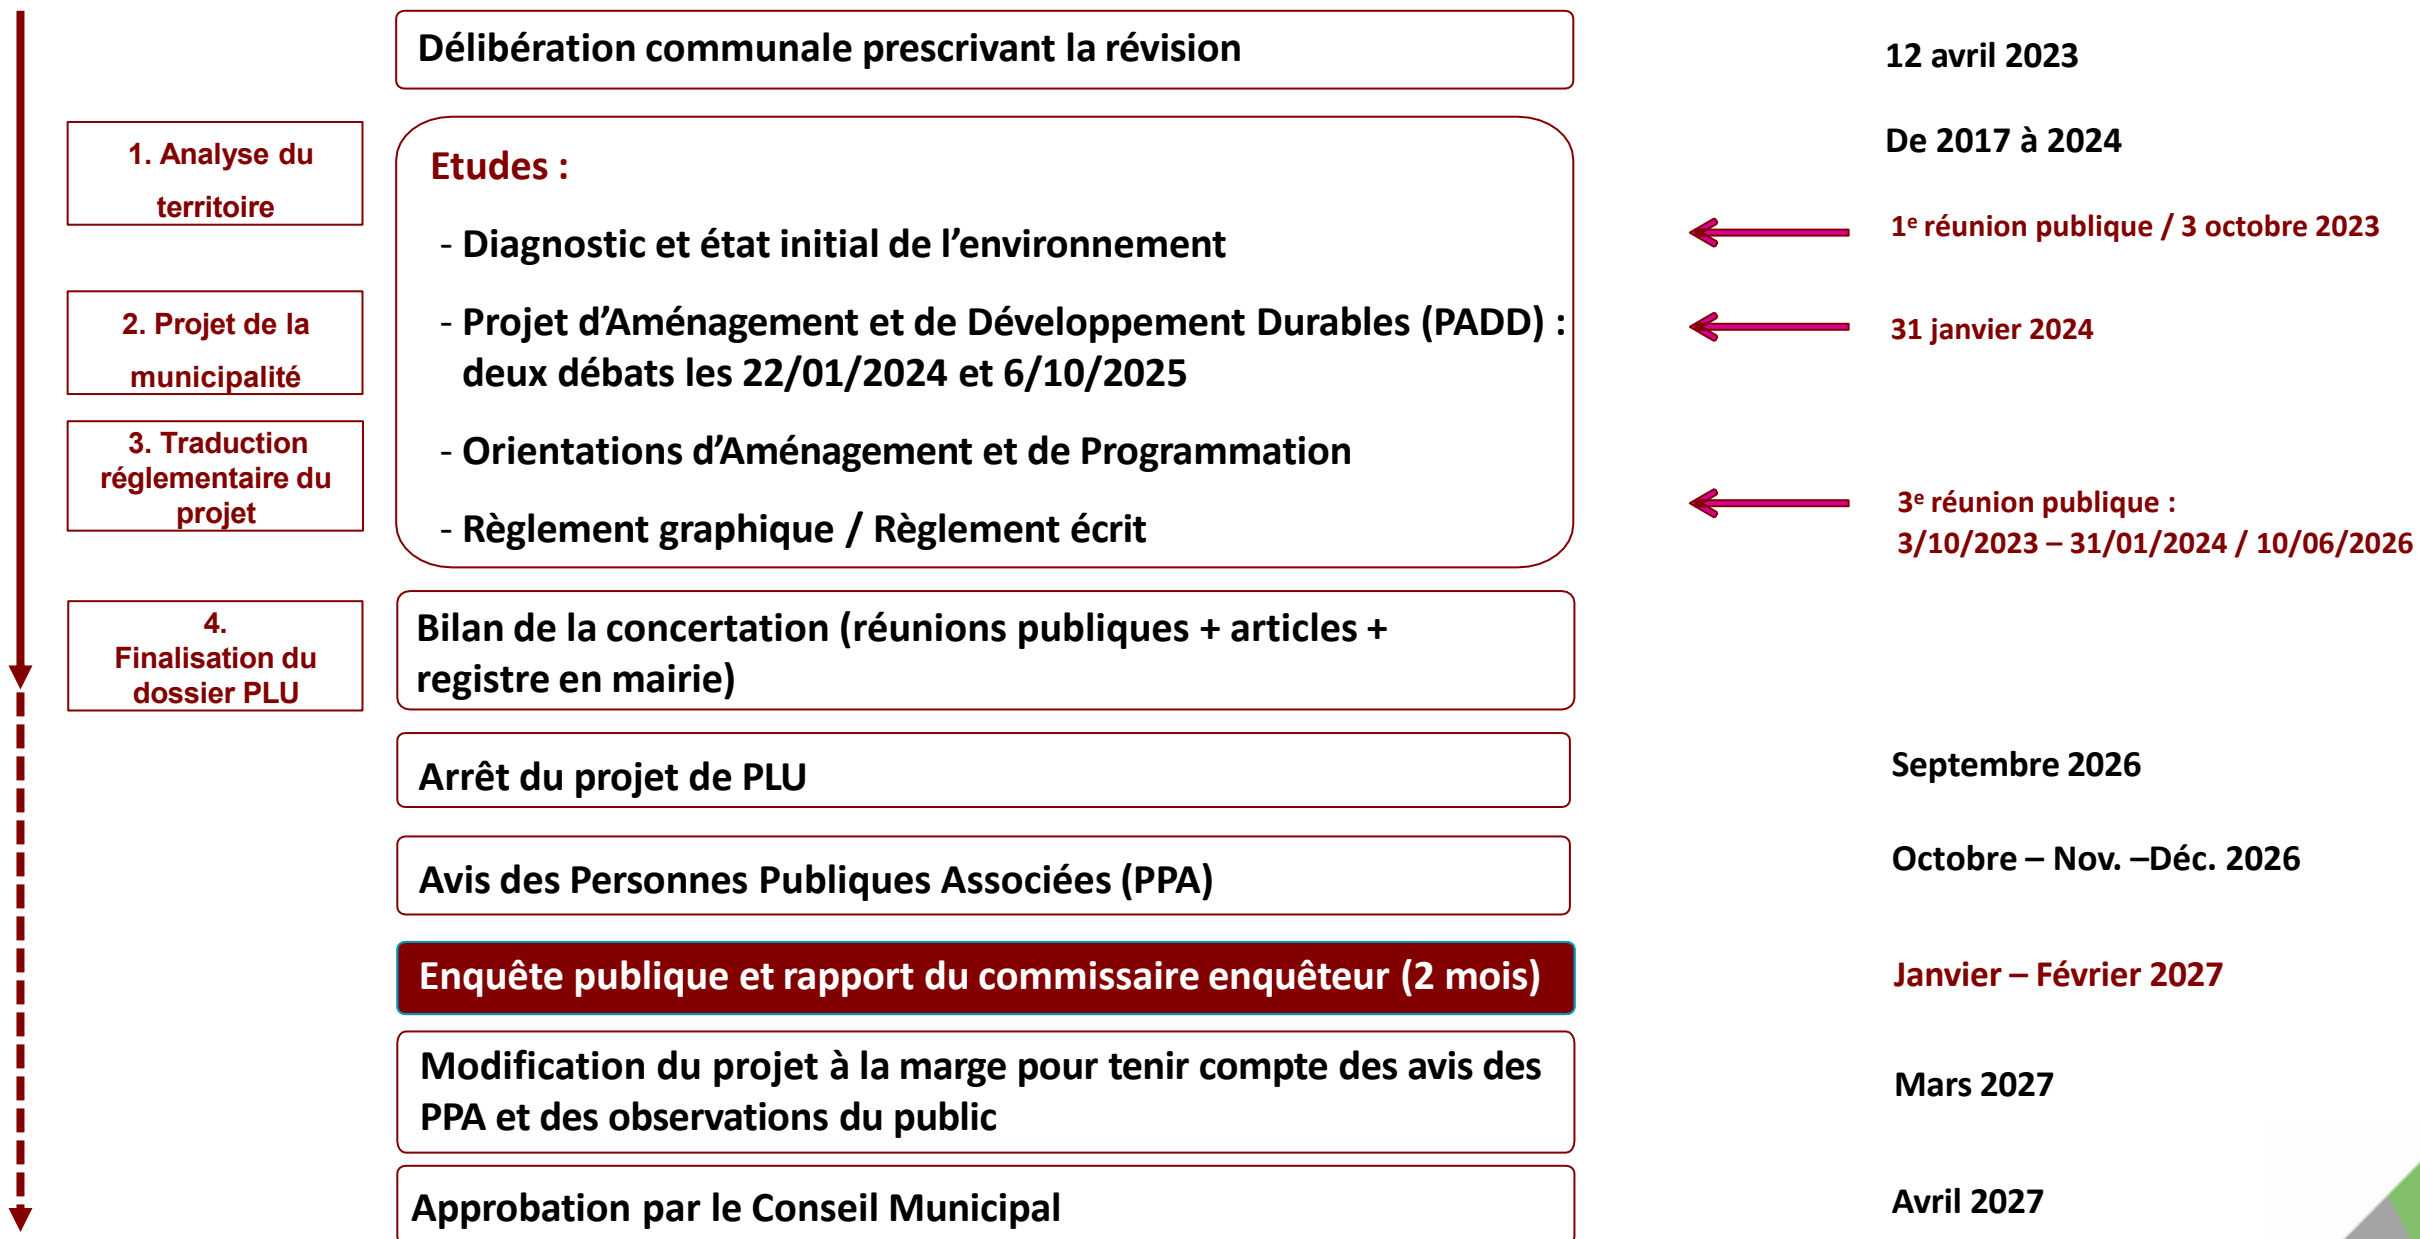 Délibération communale prescrivant la révision
12 avril 2023
1. Analyse du
territoire
De 2017 à 2024
Etudes :
- Diagnostic et état initial de l’environnement
1e réunion publique / 3 octobre 2023
2. Projet de la
municipalité
- Projet d’Aménagement et de Développement Durables (PADD) :
deux débats les 22/01/2024 et 6/10/2025
31 janvier 2024
3. Traduction
réglementaire du
projet
- Orientations d’Aménagement et de Programmation
- Règlement graphique / Règlement écrit
3e réunion publique :
3/10/2023 – 31/01/2024 / 10/06/2026
4.
Finalisation du
dossier PLU
Bilan de la concertation (réunions publiques + articles +
registre en mairie)
Arrêt du projet de PLU
Septembre 2026
Avis des Personnes Publiques Associées (PPA)
Octobre – Nov. –Déc. 2026
Enquête publique et rapport du commissaire enquêteur (2 mois)
Janvier – Février 2027
Modification du projet à la marge pour tenir compte des avis des
PPA et des observations du public
Mars 2027
Approbation par le Conseil Municipal
Avril 2027